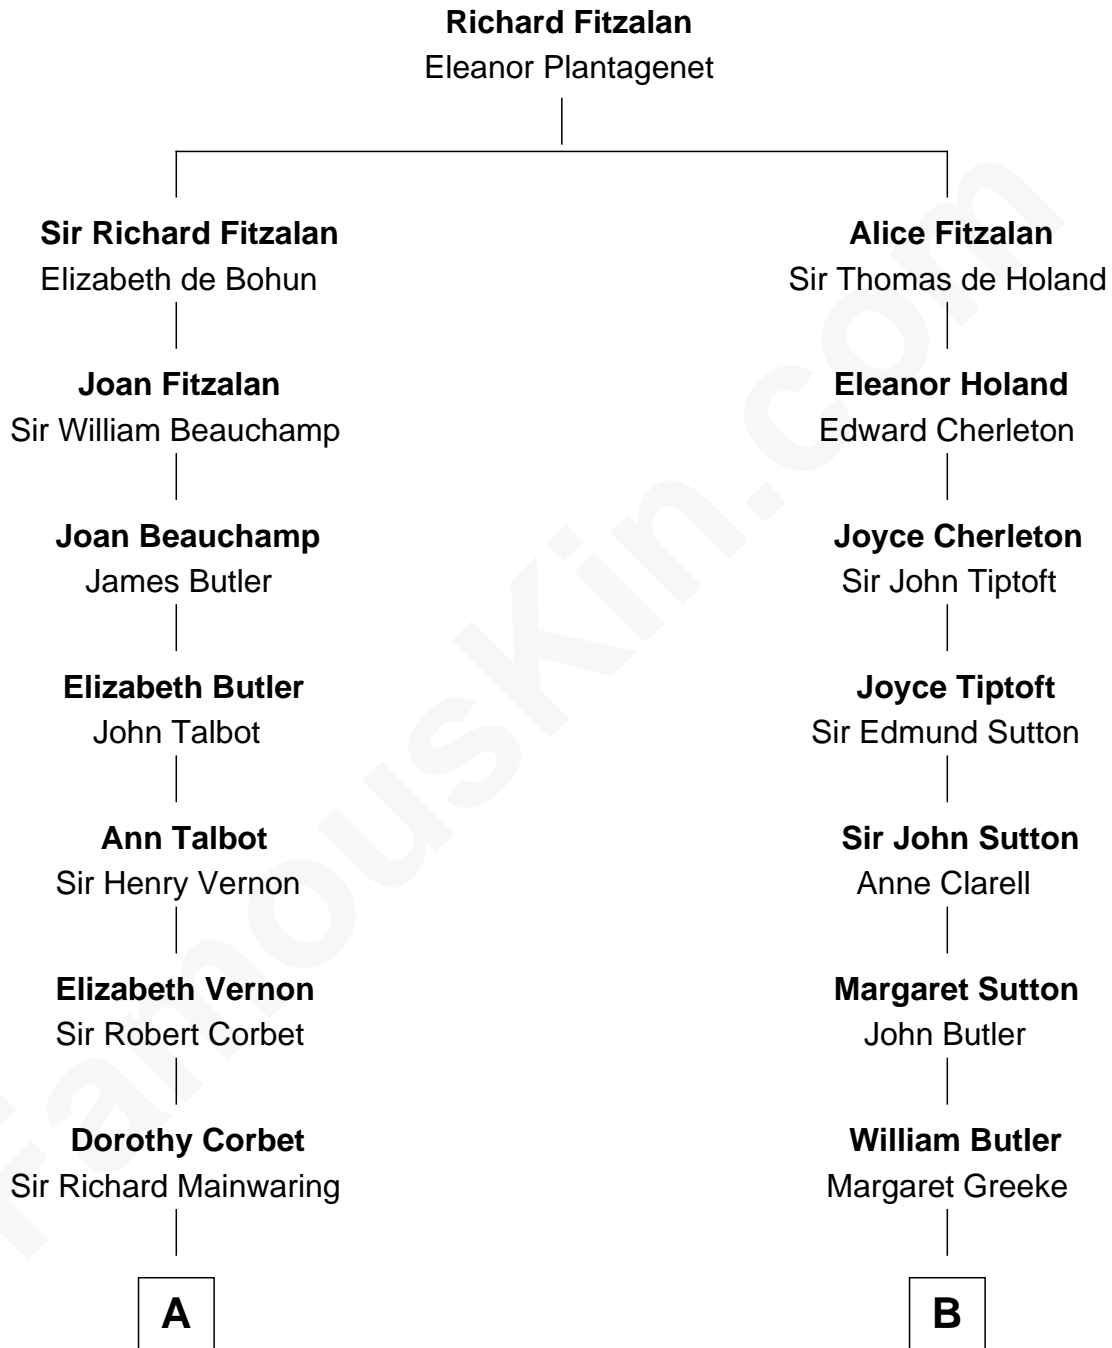 Richard Fitzalan
Eleanor Plantagenet
Sir Richard Fitzalan
Elizabeth de Bohun
Alice Fitzalan
Sir Thomas de Holand
Joan Fitzalan
Sir William Beauchamp
Eleanor Holand
Edward Cherleton
Joan Beauchamp
James Butler
Joyce Cherleton
Sir John Tiptoft
Elizabeth Butler
John Talbot
Joyce Tiptoft
Sir Edmund Sutton
Ann Talbot
Sir Henry Vernon
Sir John Sutton
Anne Clarell
Elizabeth Vernon
Sir Robert Corbet
Margaret Sutton
John Butler
Dorothy Corbet
Sir Richard Mainwaring
William Butler
Margaret Greeke
A
B
FamousKin.com